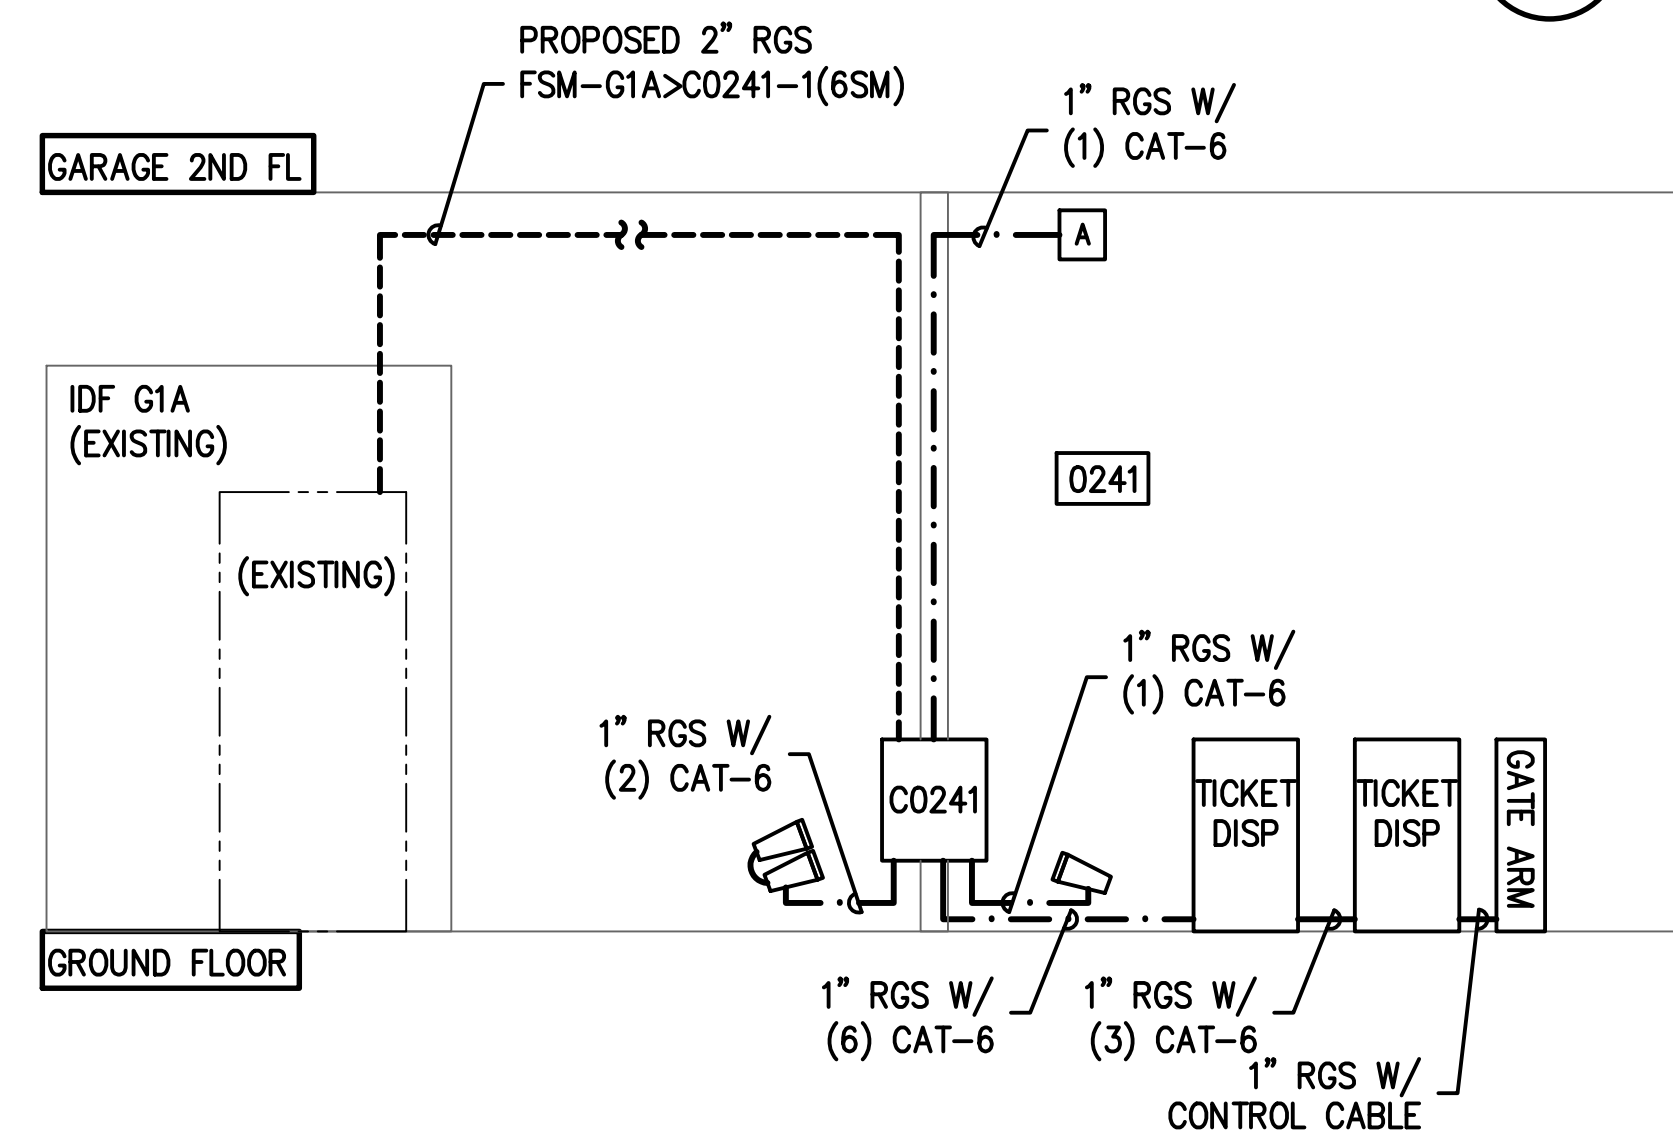 PROPOSED 2” RGS
FSM-G1A>C0241-1(6SM)
1” RGS W/
(1) CAT-6
GARAGE 2ND FL
A
IDF G1A
(EXISTING)
(EXISTING)
0241
1” RGS W/
(1) CAT-6
1” RGS W/
(2) CAT-6
C0241
TICKET
DISP
TICKET
DISP
GATE ARM
GROUND FLOOR
1” RGS W/
(6) CAT-6
1” RGS W/
(3) CAT-6
1” RGS W/
CONTROL CABLE